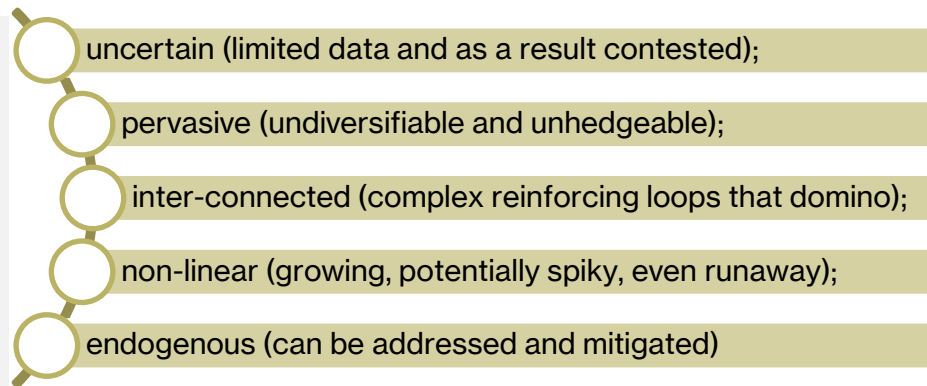 uncertain (limited data and as a result contested);
pervasive (undiversifiable and unhedgeable);
inter-connected (complex reinforcing loops that domino);
non-linear (growing, potentially spiky, even runaway);
endogenous (can be addressed and mitigated)